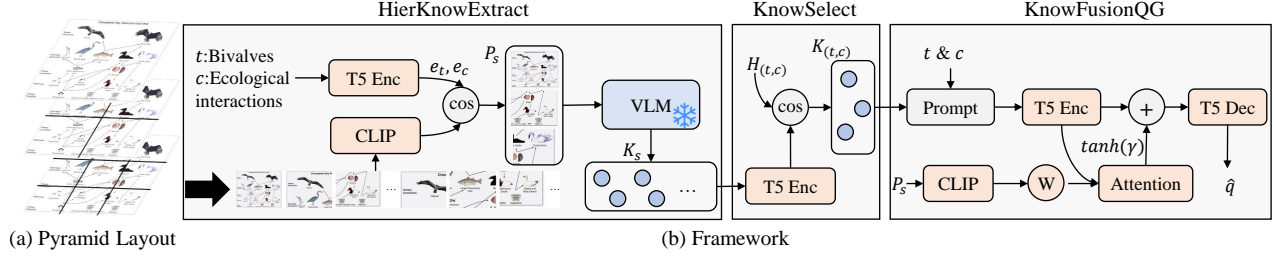 HierKnowExtract
KnowSelect
KnowFusionQG
t:Bivalves
c:Ecological
interactions
T5 Enc
e_t, e_c
cos
CLIP
P_s
VLM
K_s
...
...
H_(t,c)
cos
T5 Enc
K_(t,c)
t & c
Prompt
T5 Enc
+
T5 Dec
tanh(γ)
P_s
CLIP
W
Attention
q̂
(a) Pyramid Layout
(b) Framework